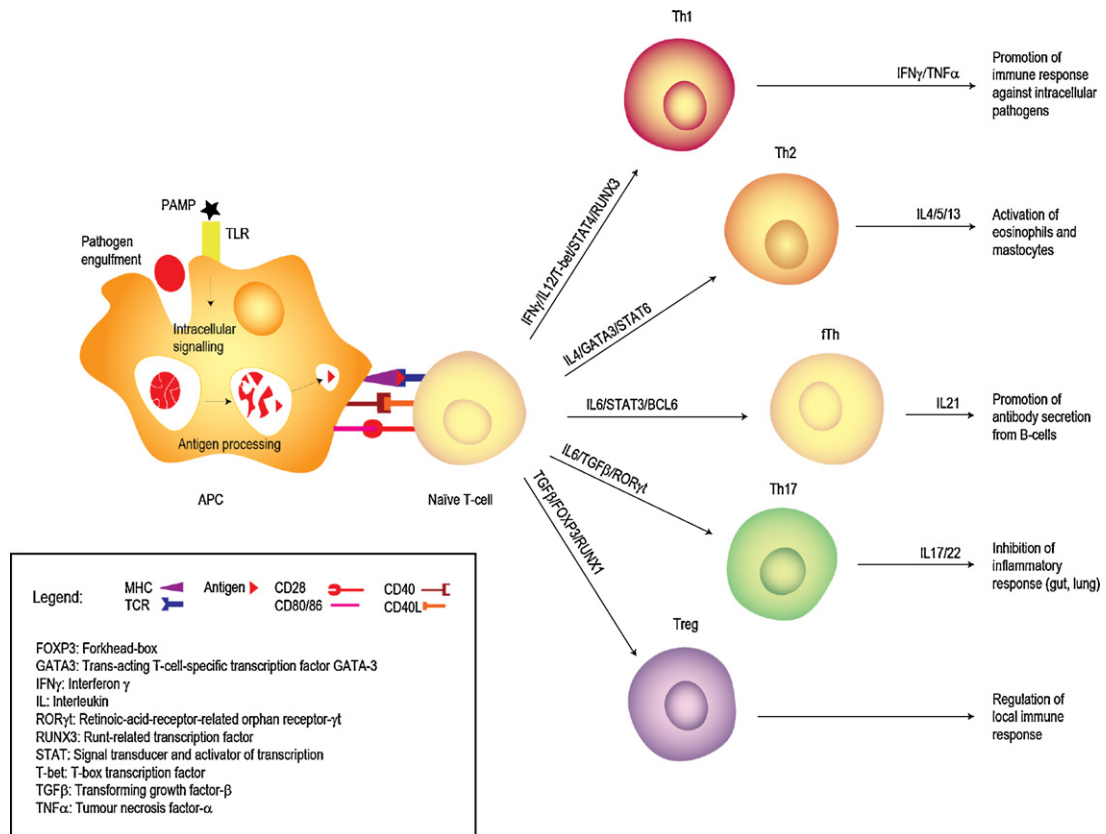 Th1
IFNγ/TNFα
Promotion of
immune response
against intracellular
pathogens
IFNγ/IL12/T-bet/STAT4/RUNX3
Th2
IL4/5/13
Activation of
eosinophils and
mastocytes
IL4/GATA3/STAT6
PAMP
TLR
Pathogen
engulfment
Intracellular
signalling
Antigen processing
APC
Naïve T-cell
fTh
IL6/STAT3/BCL6
IL21
Promotion of
antibody secretion
from B-cells
IL6/TGFβ/RORγt
Th17
IL17/22
Inhibition of
inflammatory
response (gut, lung)
TGFβ/FOXP3/RUNX1
Treg
Regulation of
local immune
response
Legend:
MHC
Antigen
CD28
CD40
TCR
CD80/86
CD40L
FOXP3: Forkhead-box
GATA3: Trans-acting T-cell-specific transcription factor GATA-3
IFNγ: Interferon γ
IL: Interleukin
RORγt: Retinoic-acid-receptor-related orphan receptor-γt
RUNX3: Runt-related transcription factor
STAT: Signal transducer and activator of transcription
T-bet: T-box transcription factor
TGFβ: Transforming growth factor-β
TNFα: Tumour necrosis factor-α